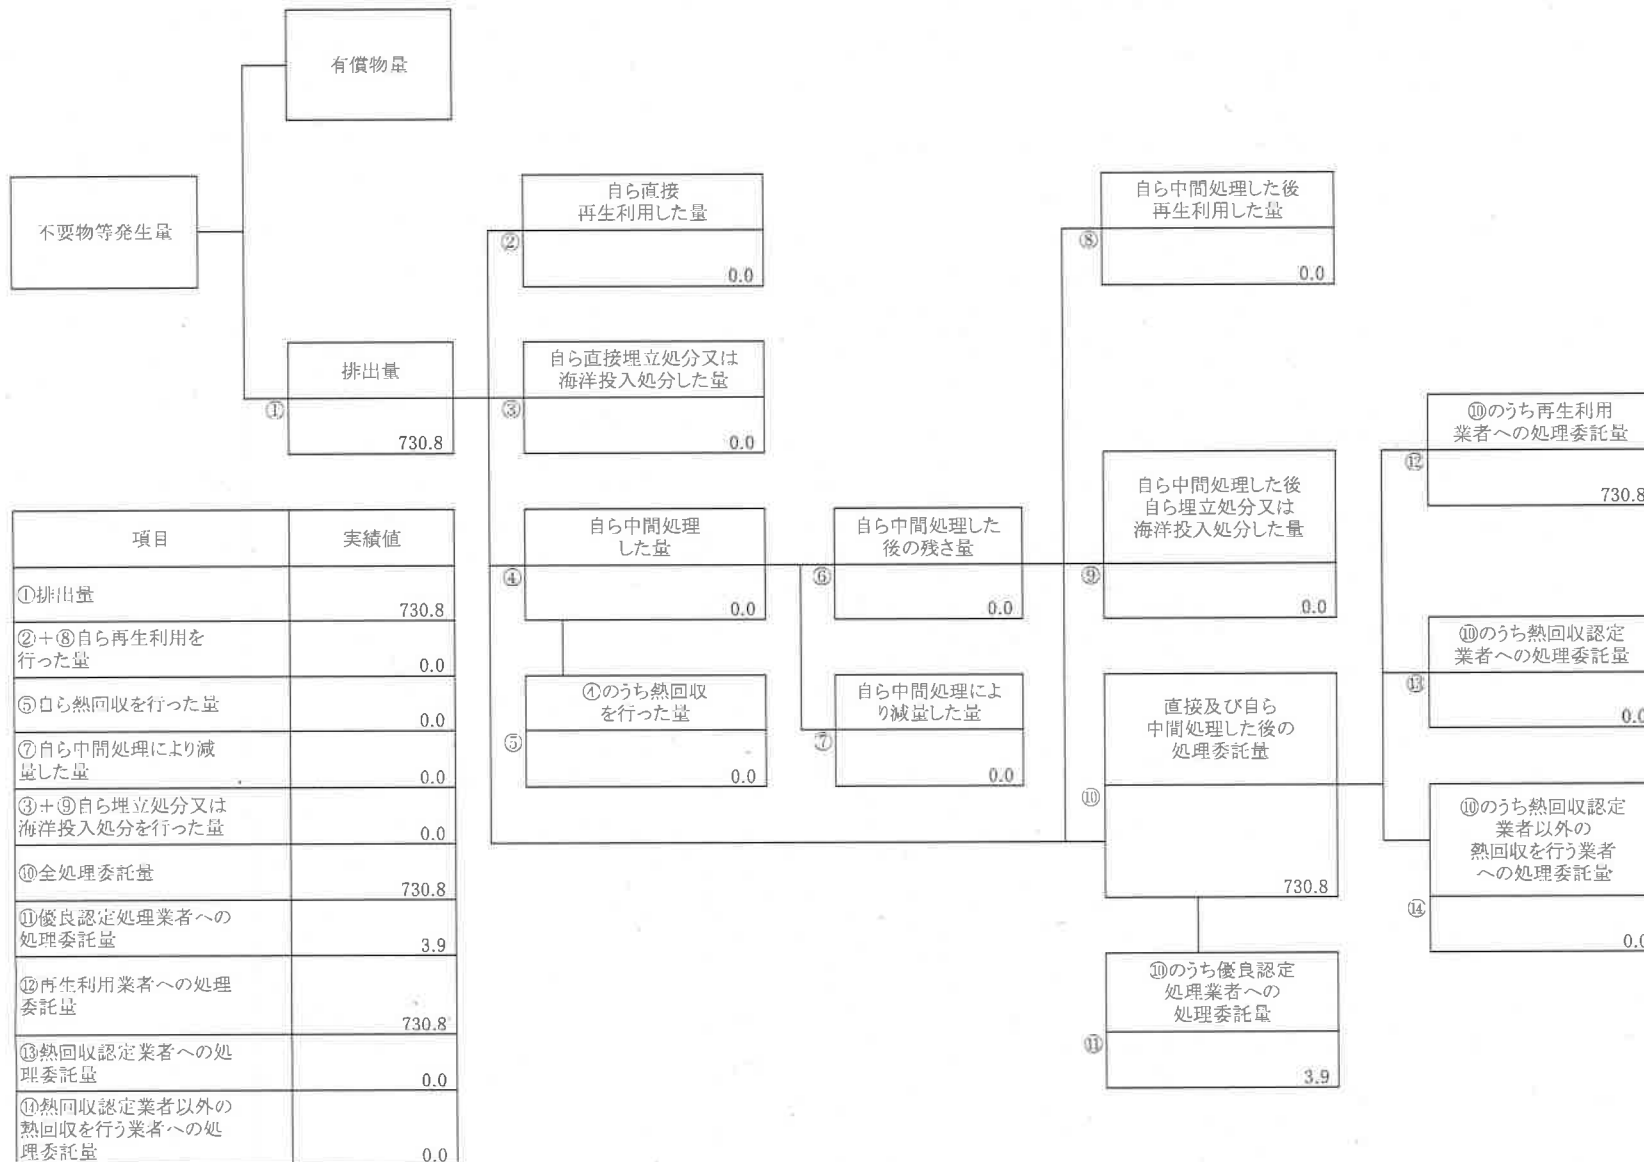 有償物量
不要物等発生量
排出量
①
730.8
自ら直接
再生利用した量
②
0.0
自ら直接埋立処分又は
海洋投入処分した量
③
0.0
自ら中間処理
した量
④
0.0
④のうち熱回収
を行った量
⑤
0.0
自ら中間処理した
後の残さ量
⑥
0.0
自ら中間処理によ
り減量した量
⑦
0.0
自ら中間処理した後
再生利用した量
⑧
0.0
自ら中間処理した後
自ら埋立処分又は
海洋投入処分した量
⑨
0.0
直接及び自ら
中間処理した後の
処理委託量
⑩
730.8
⑩のうち優良認定
処理業者への
処理委託量
⑪
3.9
⑩のうち再生利用
業者への処理委託量
⑫
730.8
⑩のうち熱回収認定
業者への処理委託量
⑬
0.0
⑩のうち熱回収認定
業者以外の
熱回収を行う業者
への処理委託量
⑭
0.0
項目 実績値
①排出量
730.8
②+⑧自ら再生利用を
行った量 0.0
⑤自ら熱回収を行った量
0.0
⑦自ら中間処理により減
量した量 0.0
③+⑨自ら埋立処分又は
海洋投入処分を行った量 0.0
⑩全処理委託量
730.8
⑪優良認定処理業者への
処理委託量 3.9
⑫再生利用業者への処理
委託量
730.8
⑬熱回収認定業者への処
理委託量 0.0
⑭熱回収認定業者以外の
熱回収を行う業者への処
理委託量 0.0